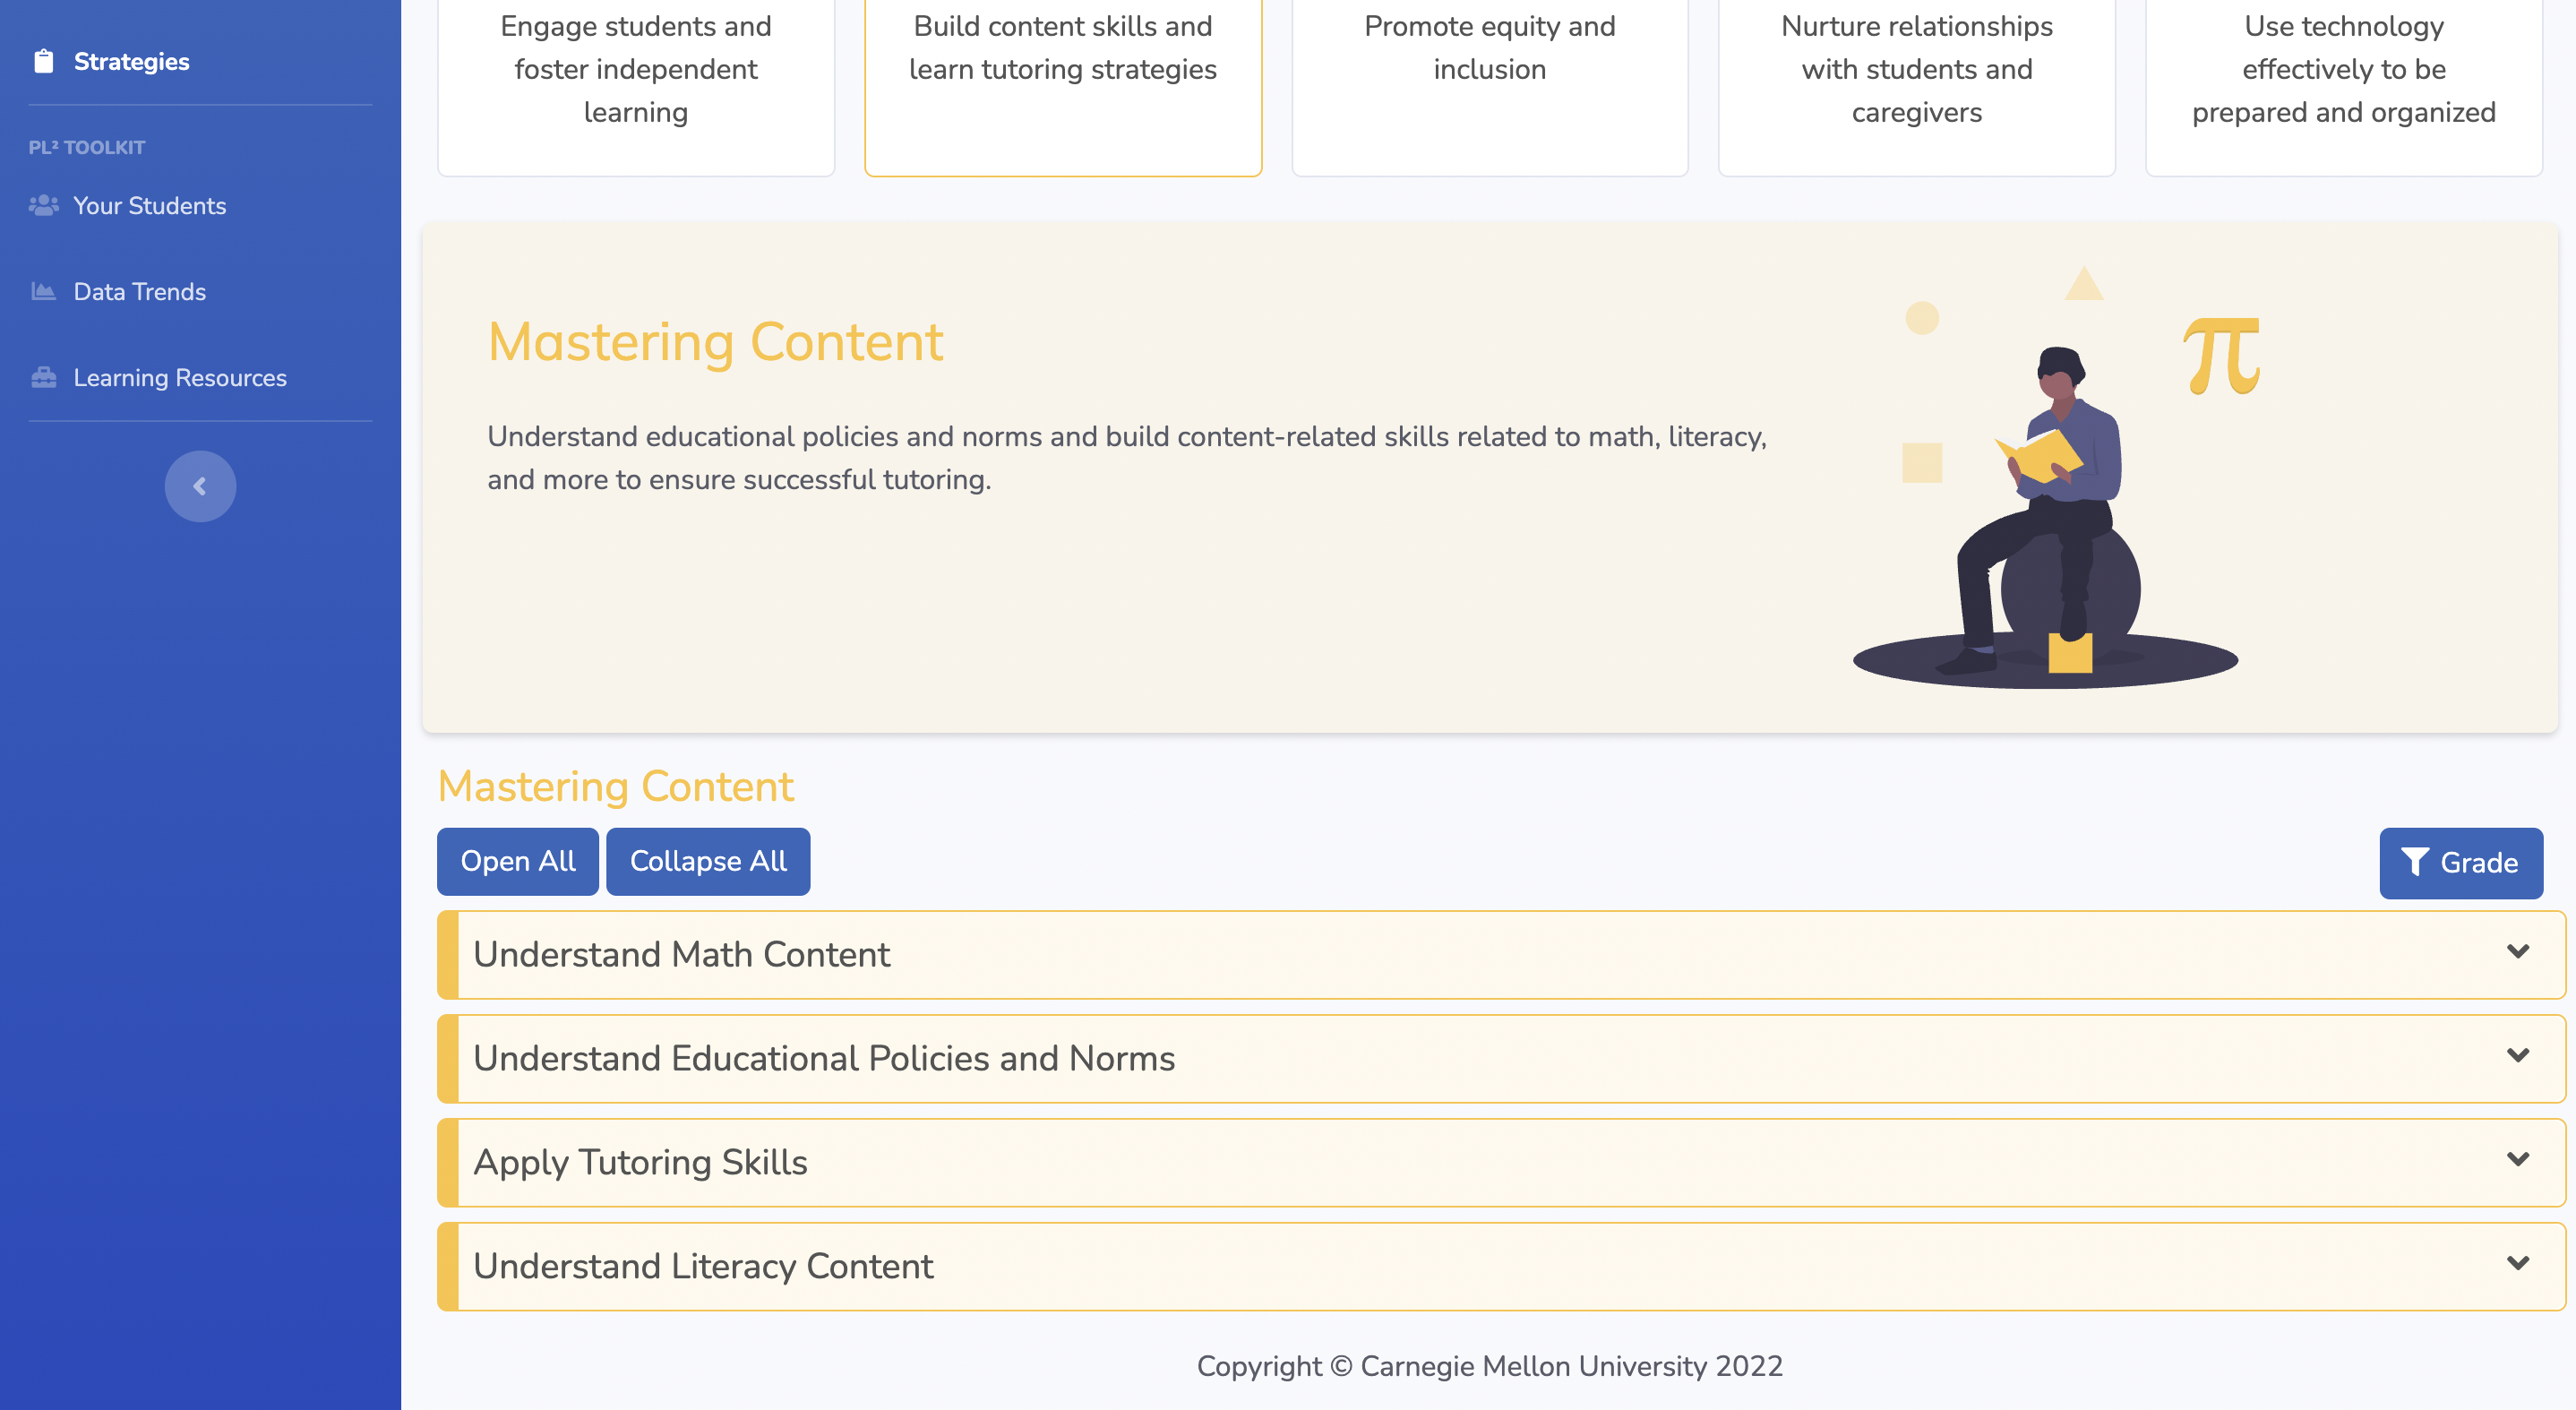 Strategies
PL² TOOLKIT
Your Students
Data Trends
Learning Resources
Engage students and
foster independent
learning
Build content skills and
learn tutoring strategies
Promote equity and
inclusion
Nurture relationships
with students and
caregivers
Use technology
effectively to be
prepared and organized
Mastering Content
Understand educational policies and norms and build content-related skills related to math, literacy,
and more to ensure successful tutoring.
π
Mastering Content
Open All
Collapse All
Grade
Understand Math Content
Understand Educational Policies and Norms
Apply Tutoring Skills
Understand Literacy Content
Copyright © Carnegie Mellon University 2022